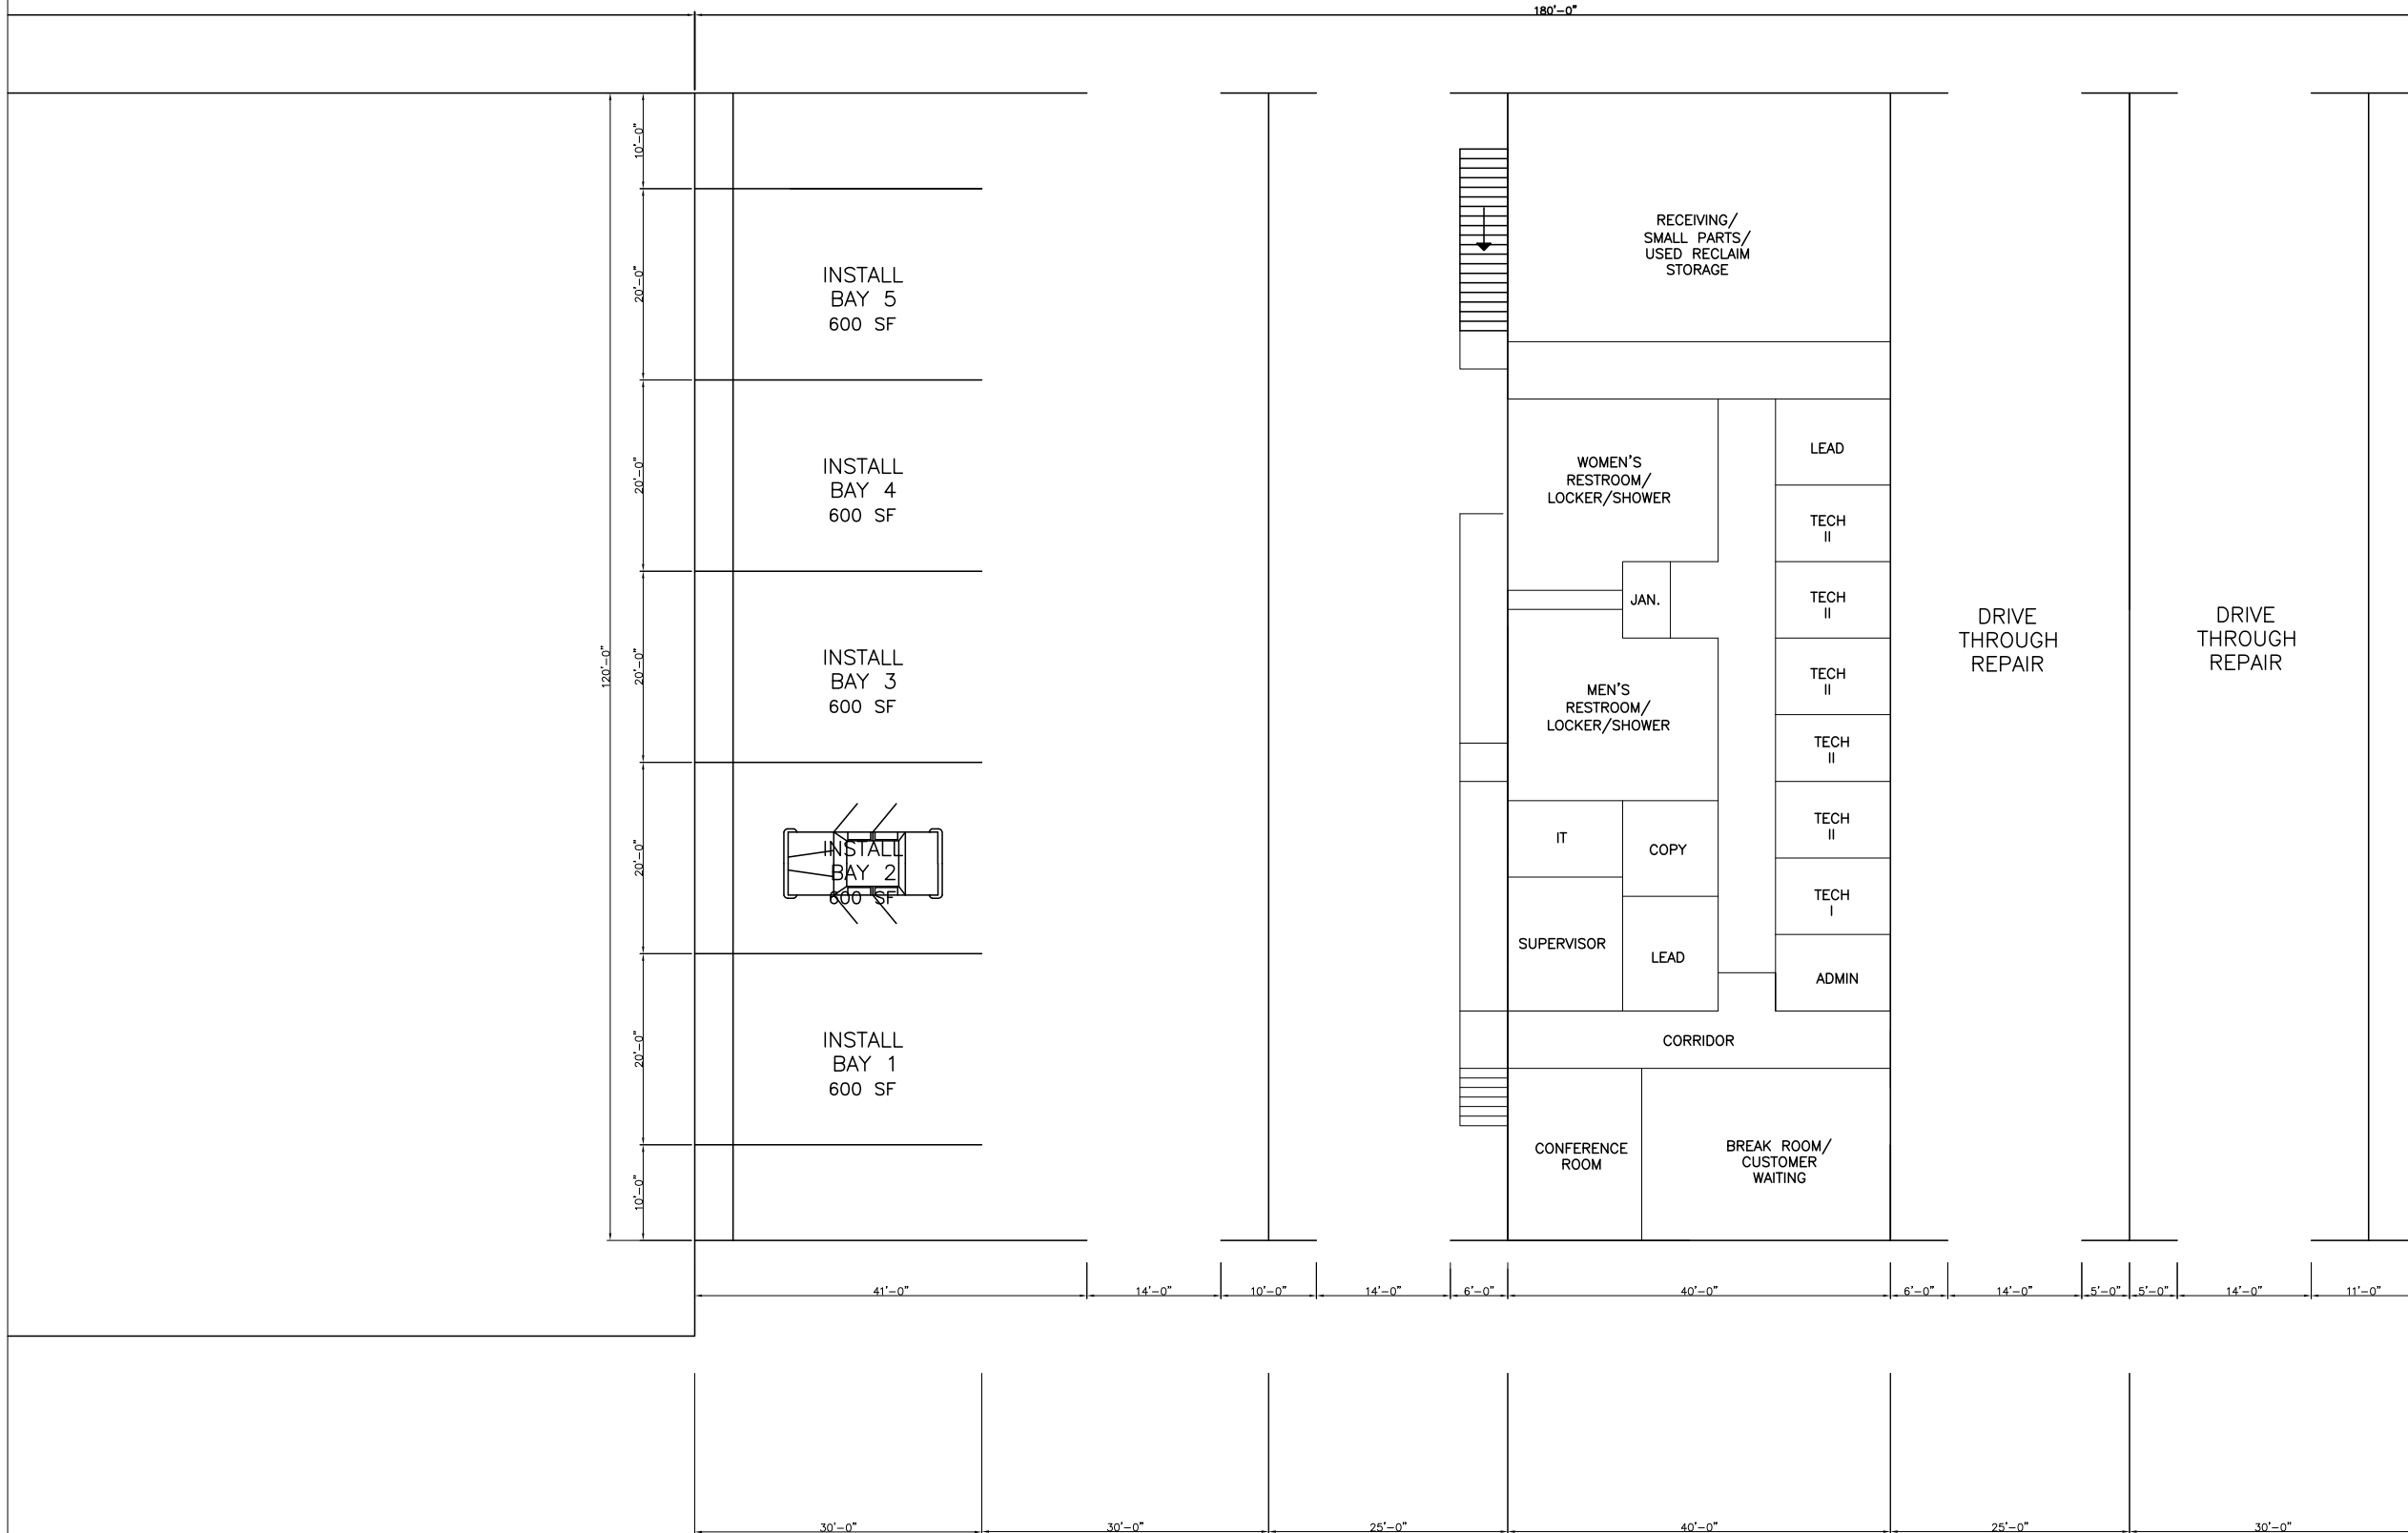 180'-0"
10'-0"
20'-0"
20'-0"
20'-0"
20'-0"
20'-0"
10'-0"
120'-0"
INSTALL
BAY 5
600 SF
INSTALL
BAY 4
600 SF
INSTALL
BAY 3
600 SF
INSTALL
BAY 2
600 SF
INSTALL
BAY 1
600 SF
RECEIVING/
SMALL PARTS/
USED RECLAIM
STORAGE
WOMEN'S
RESTROOM/
LOCKER/SHOWER
JAN.
MEN'S
RESTROOM/
LOCKER/SHOWER
IT
COPY
SUPERVISOR
LEAD
LEAD
TECH
II
TECH
II
TECH
II
TECH
II
TECH
II
TECH
I
ADMIN
CORRIDOR
CONFERENCE
ROOM
BREAK ROOM/
CUSTOMER
WAITING
DRIVE
THROUGH
REPAIR
DRIVE
THROUGH
REPAIR
41'-0"
14'-0"
10'-0"
14'-0"
6'-0"
40'-0"
6'-0"
14'-0"
5'-0"
5'-0"
14'-0"
11'-0"
30'-0"
30'-0"
25'-0"
40'-0"
25'-0"
30'-0"